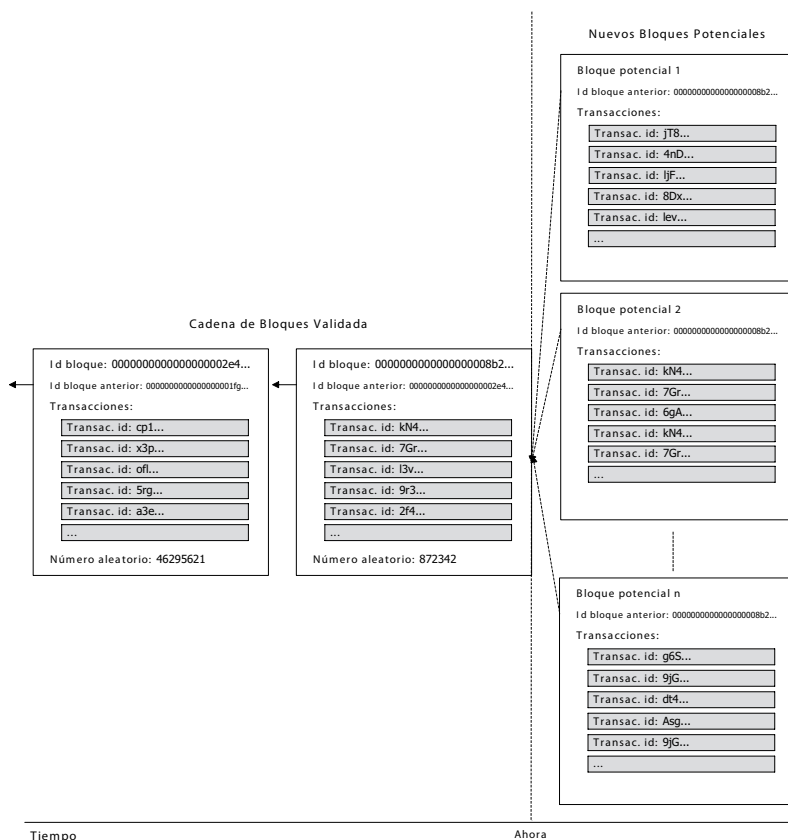 Nuevos Bloques Potenciales
Bloque potencial 1
Id bloque anterior: 0000000000000000008b2...
Transacciones:
Transac. id: jT8...
Transac. id: 4nD...
Transac. id: ljF...
Transac. id: 8Dx...
Transac. id: lev...
...
Bloque potencial 2
Id bloque anterior: 0000000000000000008b2...
Transacciones:
Transac. id: kN4...
Transac. id: 7Gr...
Transac. id: 6gA...
Transac. id: kN4...
Transac. id: 7Gr...
...
Cadena de Bloques Validada
Id bloque: 0000000000000000002e4...
Id bloque anterior: 0000000000000000001fg...
Transacciones:
Transac. id: cp1...
Transac. id: x3p...
Transac. id: ofl...
Transac. id: 5rg...
Transac. id: a3e...
...
Número aleatorio: 46295621
Id bloque: 0000000000000000008b2...
Id bloque anterior: 0000000000000000002e4...
Transacciones:
Transac. id: kN4...
Transac. id: 7Gr...
Transac. id: l3v...
Transac. id: 9r3...
Transac. id: 2f4...
...
Número aleatorio: 872342
Bloque potencial n
Id bloque anterior: 0000000000000000008b2...
Transacciones:
Transac. id: g6S...
Transac. id: 9jG...
Transac. id: dt4...
Transac. id: Asg...
Transac. id: 9jG...
...
Tiempo
Ahora